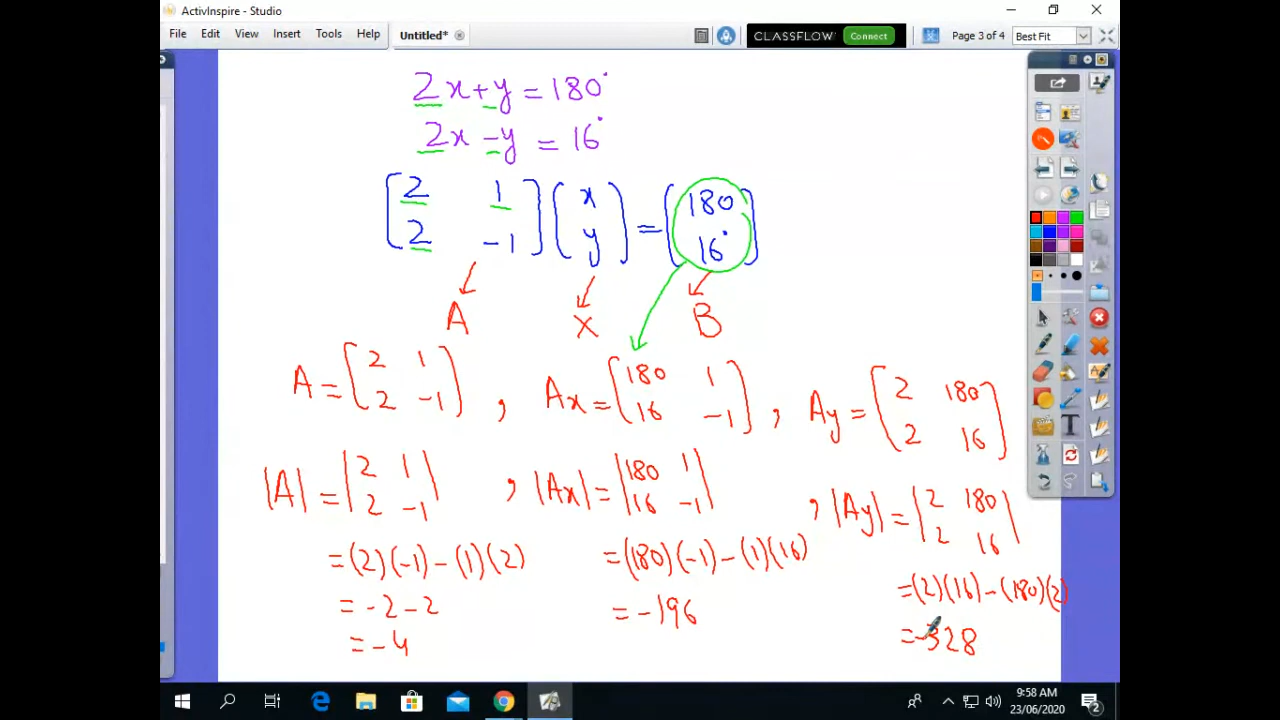 ActivInspire - Studio
File Edit View Insert Tools Help Untitled* CLASSFLOW Connect Page 3 of 4 Best Fit
2x+y=180°
2x-y=16°
[2 1] [x] = [180]
[2 -1] [y] = [16°]
A X B
A=[2 1] , Ax=[180 1] , Ay=[2 180]
[2 -1] [16 -1] [2 16]
|A|=|2 1| , |Ax|=|180 1| , |Ay|=|2 180|
|2 -1| |16 -1| |2 16|
=(2)(-1)-(1)(2) =(180)(-1)-(1)(16) =(2)(16)-(180)(2)
=-2-2 =-196 =-328
=-4
9:58 AM
23/06/2020
2